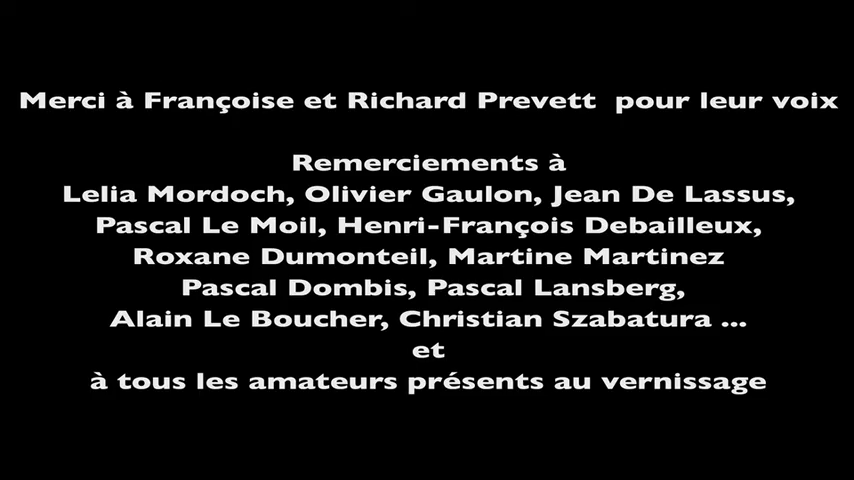 Merci à Françoise et Richard Prevett pour leur voix
Remerciements à
Lelia Mordoch, Olivier Gaulon, Jean De Lassus,
Pascal Le Moil, Henri-François Debailleux,
Roxane Dumonteil, Martine Martinez
Pascal Dombis, Pascal Lansberg,
Alain Le Boucher, Christian Szabatura ...
et
à tous les amateurs présents au vernissage